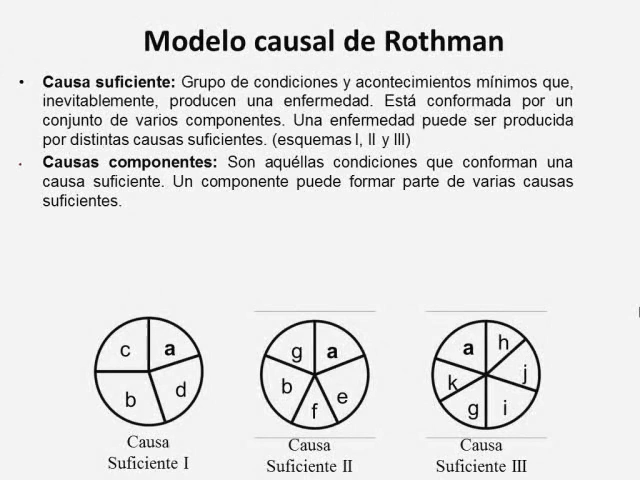 Modelo causal de Rothman
• Causa suficiente: Grupo de condiciones y acontecimientos mínimos que,
inevitablemente, producen una enfermedad. Está conformada por un
conjunto de varios componentes. Una enfermedad puede ser producida
por distintas causas suficientes. (esquemas I, II y III)
• Causas componentes: Son aquéllas condiciones que conforman una
causa suficiente. Un componente puede formar parte de varias causas
suficientes.
c a
b d
Causa
Suficiente I
g a
b e
f
Causa
Suficiente II
a h
k j
g i
Causa
Suficiente III